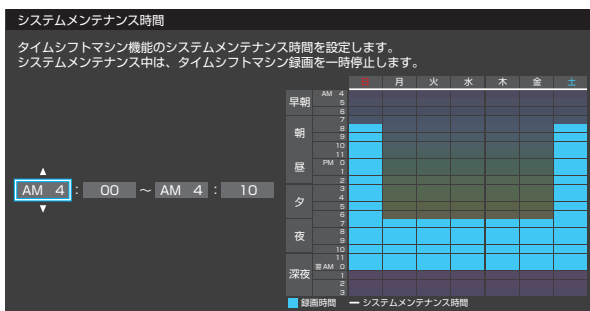 システムメンテナンス時間
タイムシフトマシン機能のシステムメンテナンス時間を設定します。
システムメンテナンス中は、タイムシフトマシン録画を一時停止します。
日 月 火 水 木 金 土
早朝 AM 4
5
6
朝 7
8
9
10
11
昼 PM 0
1
2
夕 3
4
5
6
夜 7
8
9
10
深夜 11
翌AM 0
1
2
3
AM 4 : 00 ~ AM 4 : 10
録画時間 システムメンテナンス時間